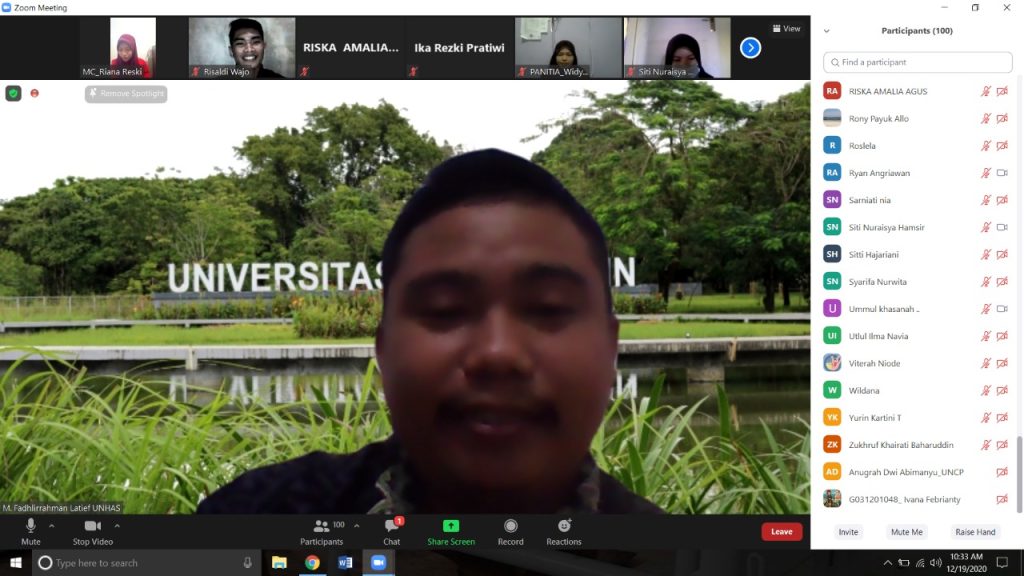 Zoom Meeting
MC_Riana Reski
Risaldi Wajo
RISKA AMALIA...
Ika Rezki Pratiwi
PANITIA_Widy...
Siti Nuraisya ...
View
Remove Spotlight
UNIVERSITAS
IN
M. Fadhlirrahman Latief UNHAS
Participants (100)
Find a participant
RA RISKA AMALIA AGUS
Rony Payuk Allo
R Roslela
RA Ryan Angriawan
SN Sarniati nia
SN Siti Nuraisya Hamsir
SH Sitti Hajariani
SN Syarifa Nurwita
U Ummul khasanah ..
UI Utlul Ilma Navia
Viterah Niode
W Wildana
YK Yurin Kartini T
ZK Zukhruf Khairati Baharuddin
AD Anugrah Dwi Abimanyu_UNCP
G031201048_ Ivana Febrianty
Invite Mute Me Raise Hand
Mute
Stop Video
Participants 100
Chat 1
Share Screen
Record
Reactions
Leave
Type here to search
10:33 AM
12/19/2020